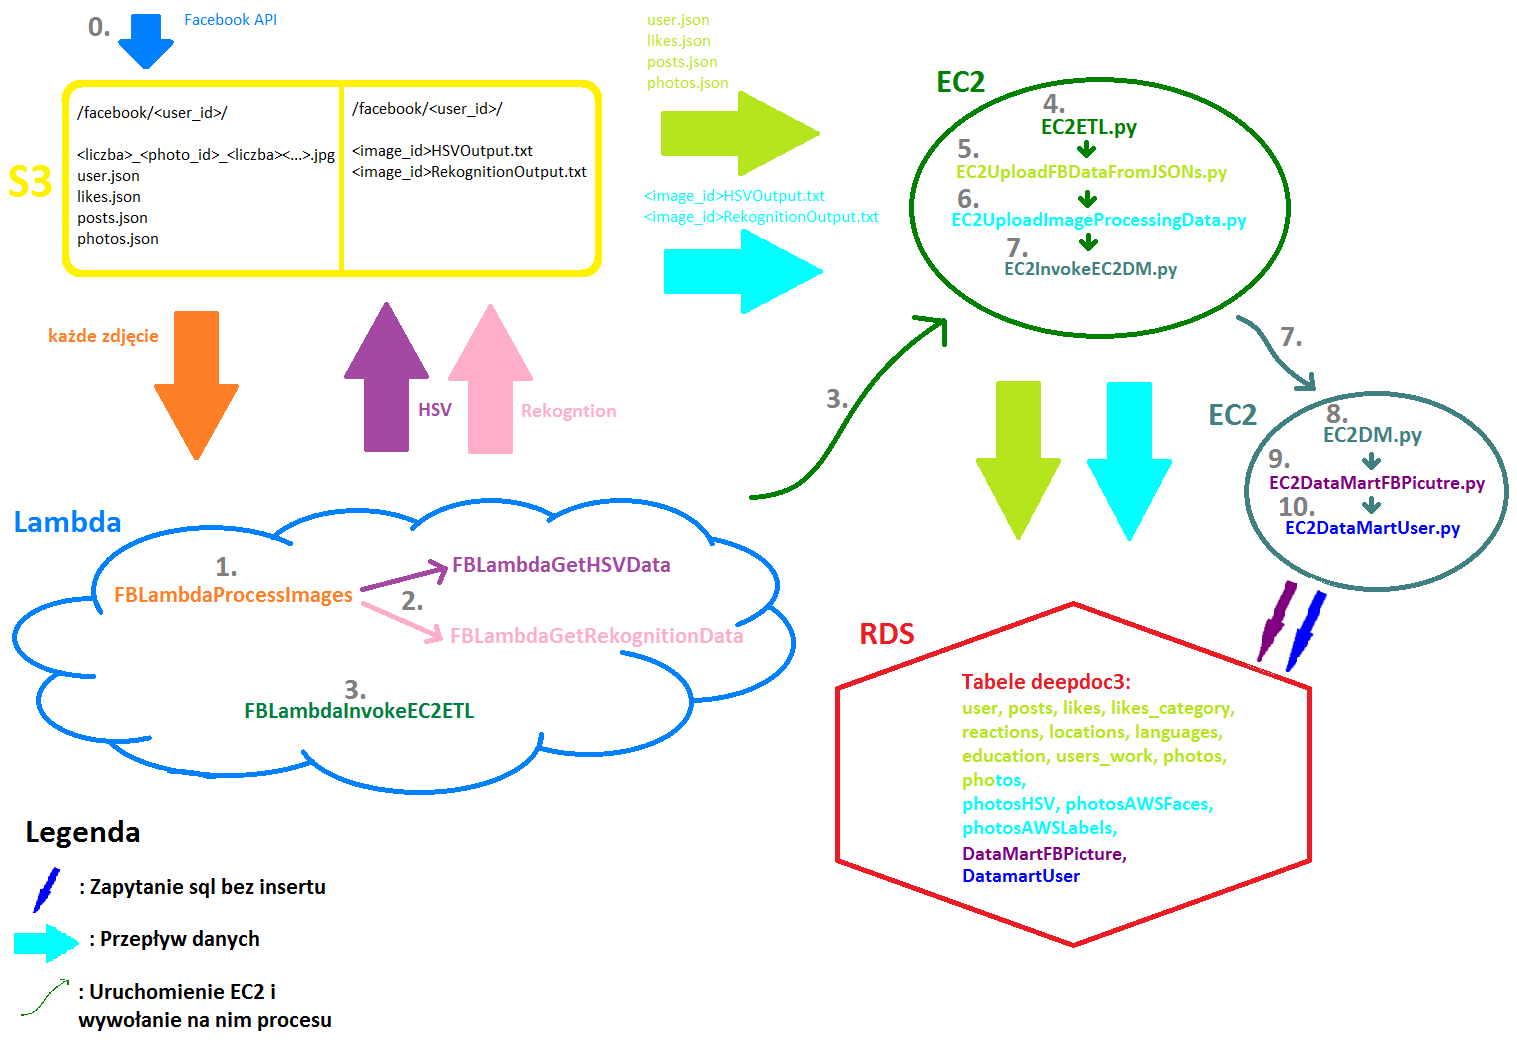 0.
Facebook API
S3
/facebook/<user_id>/
<liczba>_<photo_id>_<liczba><...>.jpg
user.json
likes.json
posts.json
photos.json
/facebook/<user_id>/
<image_id>HSVOutput.txt
<image_id>RekognitionOutput.txt
user.json
likes.json
posts.json
photos.json
<image_id>HSVOutput.txt
<image_id>RekognitionOutput.txt
EC2
4.
EC2ETL.py
5.
EC2UploadFBDataFromJSONs.py
6.
EC2UploadImageProcessingData.py
7.
EC2InvokeEC2DM.py
każde zdjęcie
HSV
Rekogntion
3.
7.
EC2
8.
EC2DM.py
9.
EC2DataMartFBPicutre.py
10.
EC2DataMartUser.py
Lambda
1.
FBLambdaProcessImages
2.
FBLambdaGetHSVData
FBLambdaGetRekognitionData
3.
FBLambdaInvokeEC2ETL
RDS
Tabele deepdoc3:
user, posts, likes, likes_category,
reactions, locations, languages,
education, users_work, photos,
photos,
photosHSV, photosAWSFaces,
photosAWSLabels,
DataMartFBPicture,
DatamartUser
Legenda
: Zapytanie sql bez insertu
: Przepływ danych
: Uruchomienie EC2 i
wywołanie na nim procesu